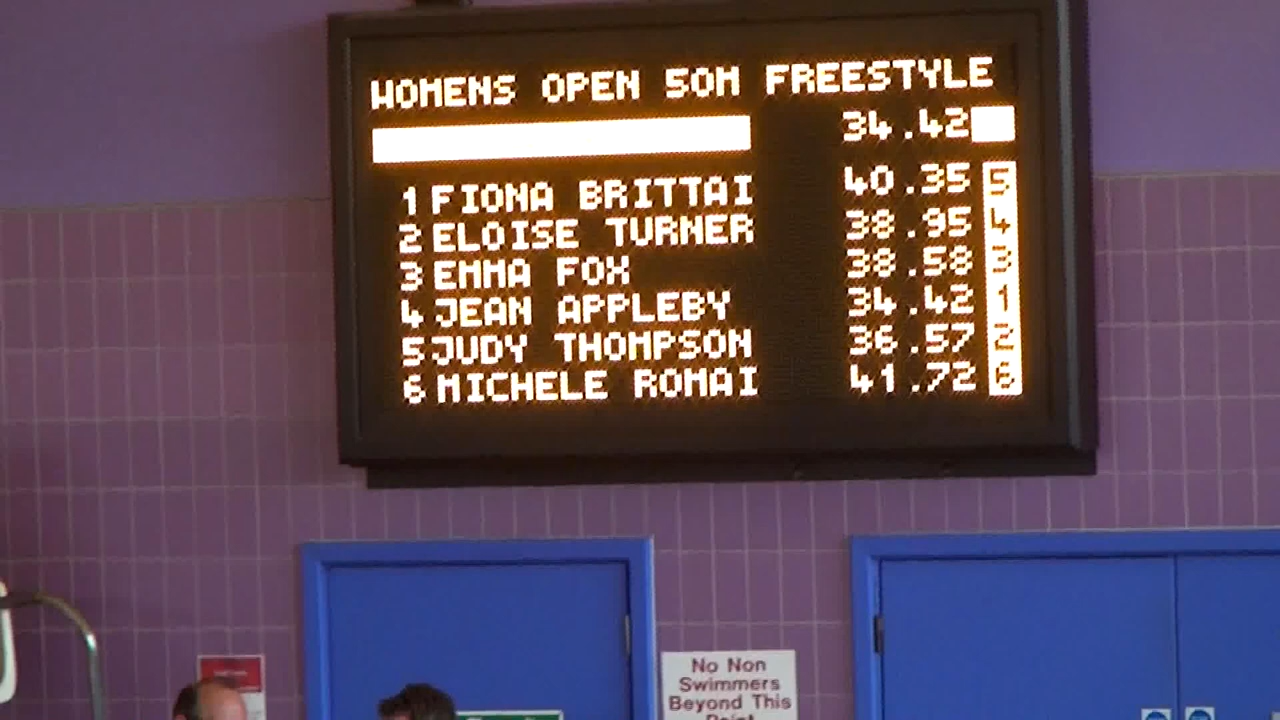 WOMENS OPEN 50M FREESTYLE
34.42
1 FIONA BRITTAI 40.35 5
2 ELOISE TURNER 38.95 4
3 EMMA FOX 38.58 3
4 JEAN APPLEBY 34.42 1
5 JUDY THOMPSON 36.57 2
6 MICHELE ROMAI 41.72 6
No Non
Swimmers
Beyond This
Point